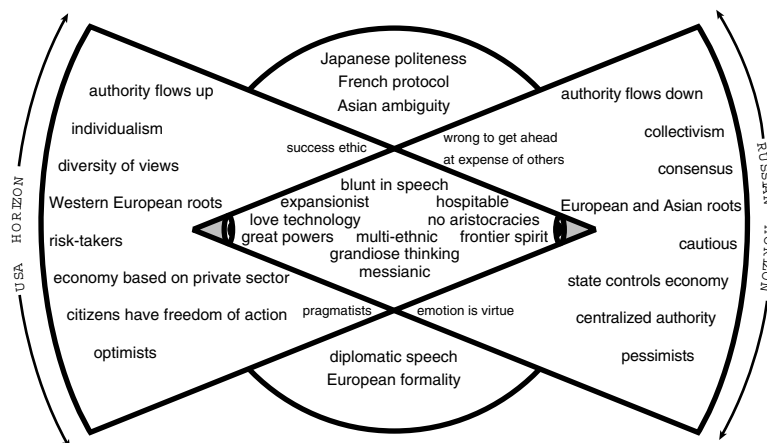 Japanese politeness
French protocol
Asian ambiguity
USA HORIZON
authority flows up
individualism
diversity of views
Western European roots
risk-takers
economy based on private sector
citizens have freedom of action
optimists
success ethic
pragmatists
blunt in speech
expansionist hospitable
love technology no aristocracies
great powers multi-ethnic frontier spirit
grandiose thinking
messianic
wrong to get ahead
at expense of others
emotion is virtue
authority flows down
collectivism
consensus
European and Asian roots
cautious
state controls economy
centralized authority
pessimists
RUSSIAN HORIZON
diplomatic speech
European formality